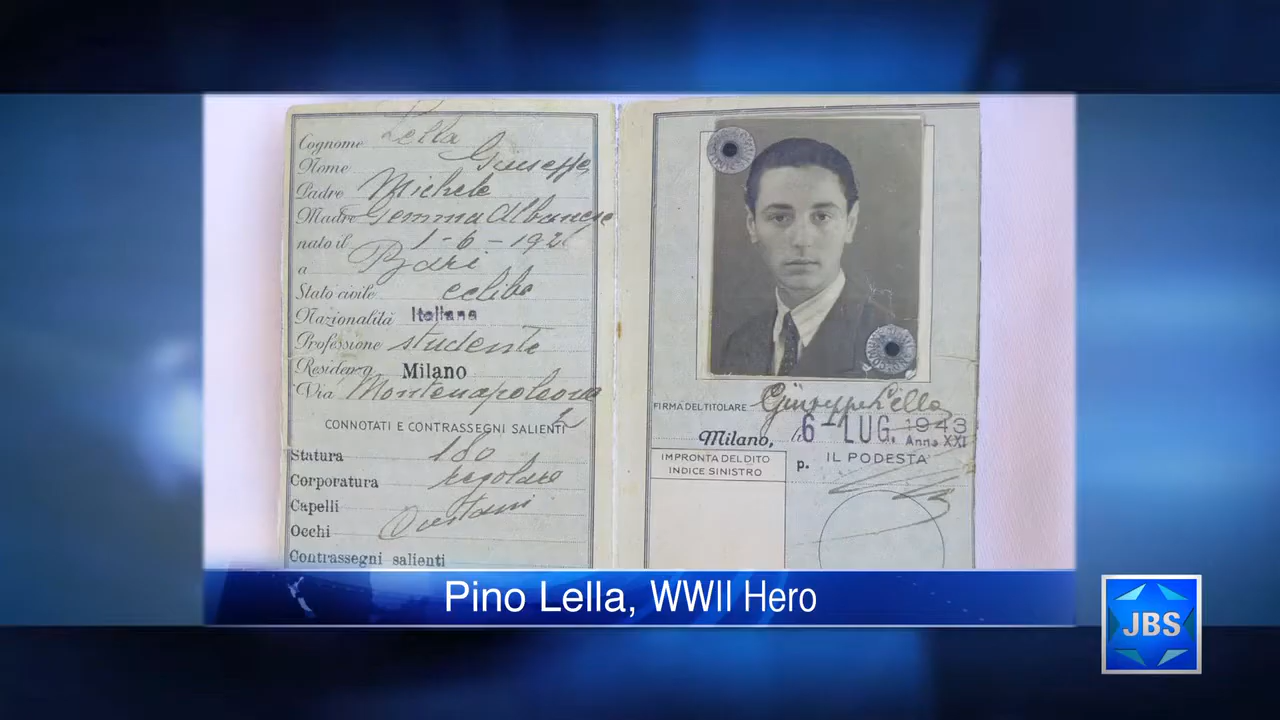 Cognome Lella
Nome Giuseppe
Padre Michele
Madre Gemma Albanese
nato il 1-6-1926
a Bari
Stato civile celibe
Nazionalità Italiana
Professione studente
Residenza Milano
Via Montenapoleone
CONNOTATI E CONTRASSEGNI SALIENTI
Statura 180
Corporatura regolare
Capelli Castani
Occhi
Contrassegni salienti
FIRMA DEL TITOLARE Giuseppe Lella
Milano, li 6 LUG. 1943
Anno XXI
IMPRONTA DEL DITO
INDICE SINISTRO
p. IL PODESTA'
Pino Lella, WWII Hero
JBS